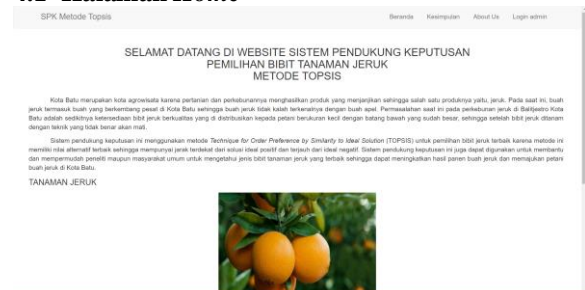 SPK Metode Topsis
Beranda Kesimpulan About Us Login admin
SELAMAT DATANG DI WEBSITE SISTEM PENDUKUNG KEPUTUSAN
PEMILIHAN BIBIT TANAMAN JERUK
METODE TOPSIS
Kota Batu merupakan kota agrowisata karena pertanian dan perkebunannya menghasilkan produk yang menjanjikan sehingga salah satu produknya yaitu, jeruk. Pada saat ini, buah
jeruk termasuk buah yang berkembang pesat di Kota Batu sehingga buah jeruk tidak kalah terkenalnya dengan buah apel. Permasalahan saat ini pada perkebunan jeruk di Balitjestro Kota
Batu adalah sedikitnya ketersediaan bibit jeruk berkualitas yang di distribusikan kepada petani berukuran kecil dengan batang bawah yang sudah besar, sehingga setelah bibit jeruk ditanam
dengan teknik yang tidak benar akan mati.
Sistem pendukung keputusan ini menggunakan metode Technique for Order Preference by Similarity to Ideal Solution (TOPSIS) untuk pemilihan bibit jeruk terbaik karena metode ini
memiliki nilai alternatif terbaik sehingga mempunyai jarak terdekat dari solusi ideal positif dan terjauh dari ideal negatif. Sistem pendukung keputusan ini juga dapat digunakan untuk membantu
dan mempermudah peneliti maupun masyarakat umum untuk mengetahui jenis bibit tanaman jeruk yang terbaik sehingga dapat meningkatkan hasil panen buah jeruk dan memajukan petani
buah jeruk di Kota Batu.
TANAMAN JERUK